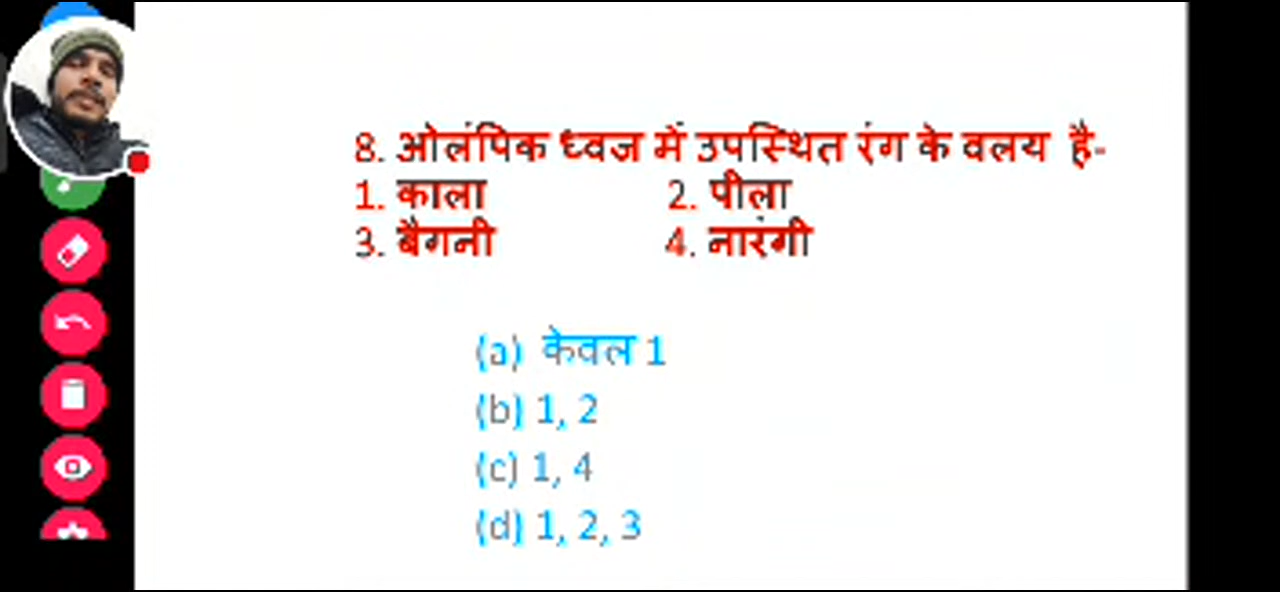 8. ओलंपिक ध्वज में उपस्थित रंग के वलय है-
1. काला 2. पीला
3. बैगनी 4. नारंगी
(a) केवल 1
(b) 1, 2
(c) 1, 4
(d) 1, 2, 3